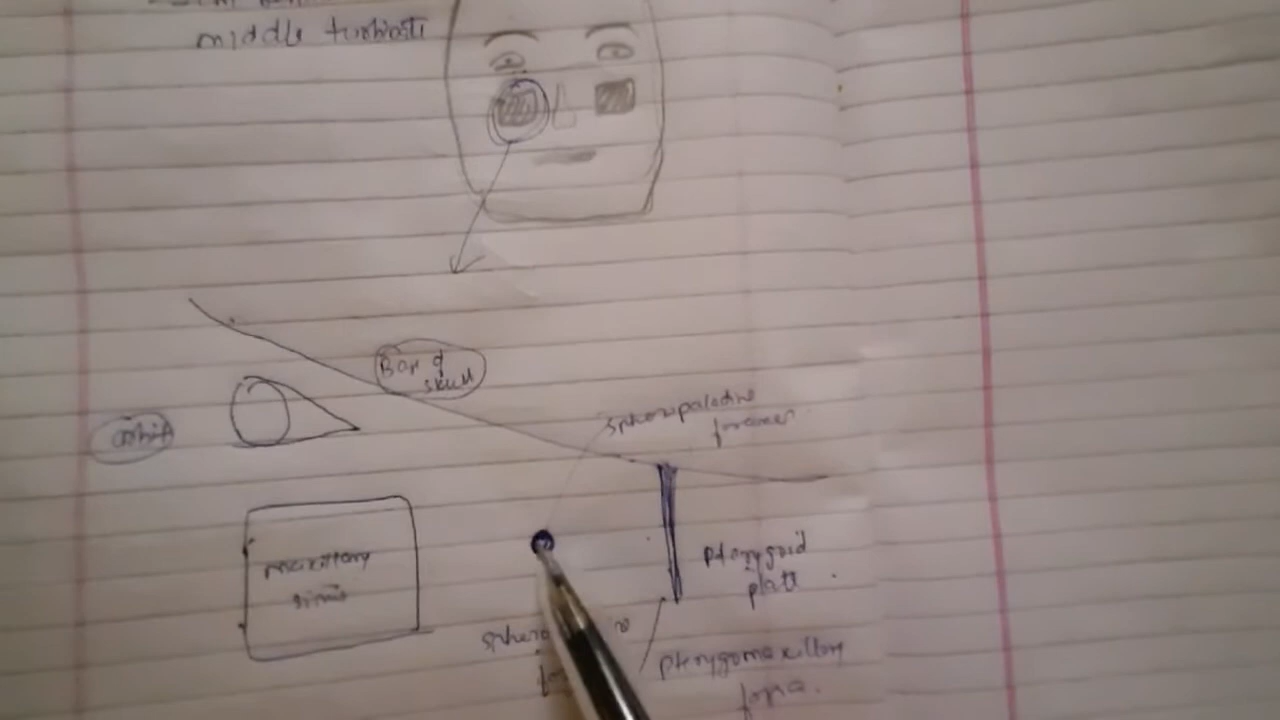 middle turbinate
Base of
skull
orbit
sphenopalatine
foramen
maxillary
sinus
pterygoid
plate
pterygomaxillary
fossa.